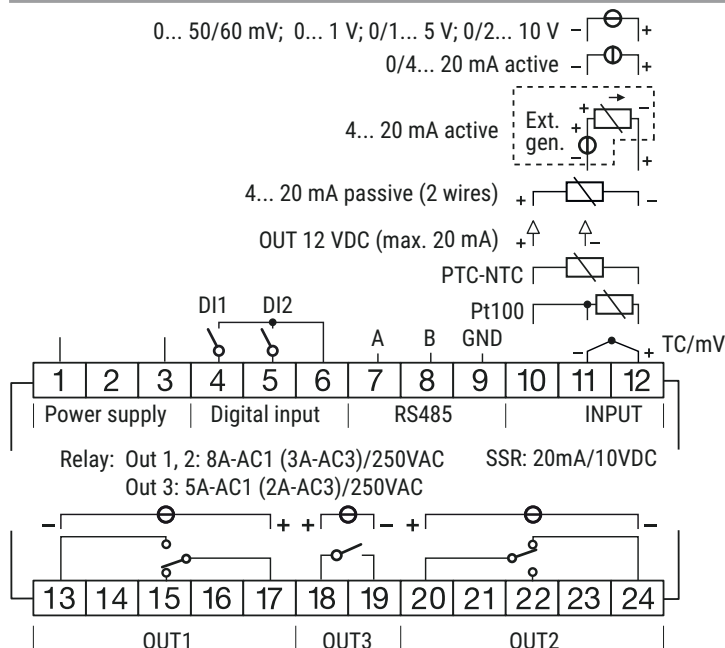 0... 50/60 mV; 0... 1 V; 0/1... 5 V; 0/2... 10 V - +
0/4... 20 mA active - +
4... 20 mA active Ext. gen. + - + - +
4... 20 mA passive (2 wires) + -
OUT 12 VDC (max. 20 mA) + -
PTC-NTC
Pt100
DI1 DI2
A B GND - + TC/mV
1 2 3 4 5 6 7 8 9 10 11 12
Power supply Digital input RS485 INPUT
Relay: Out 1, 2: 8A-AC1 (3A-AC3)/250VAC SSR: 20mA/10VDC
Out 3: 5A-AC1 (2A-AC3)/250VAC
- + + - + -
13 14 15 16 17 18 19 20 21 22 23 24
OUT1 OUT3 OUT2